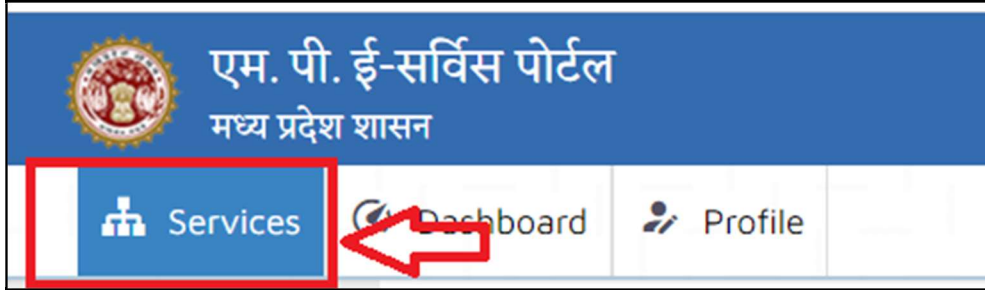 एम. पी. ई-सर्विस पोर्टल
मध्य प्रदेश शासन
Services Dashboard Profile